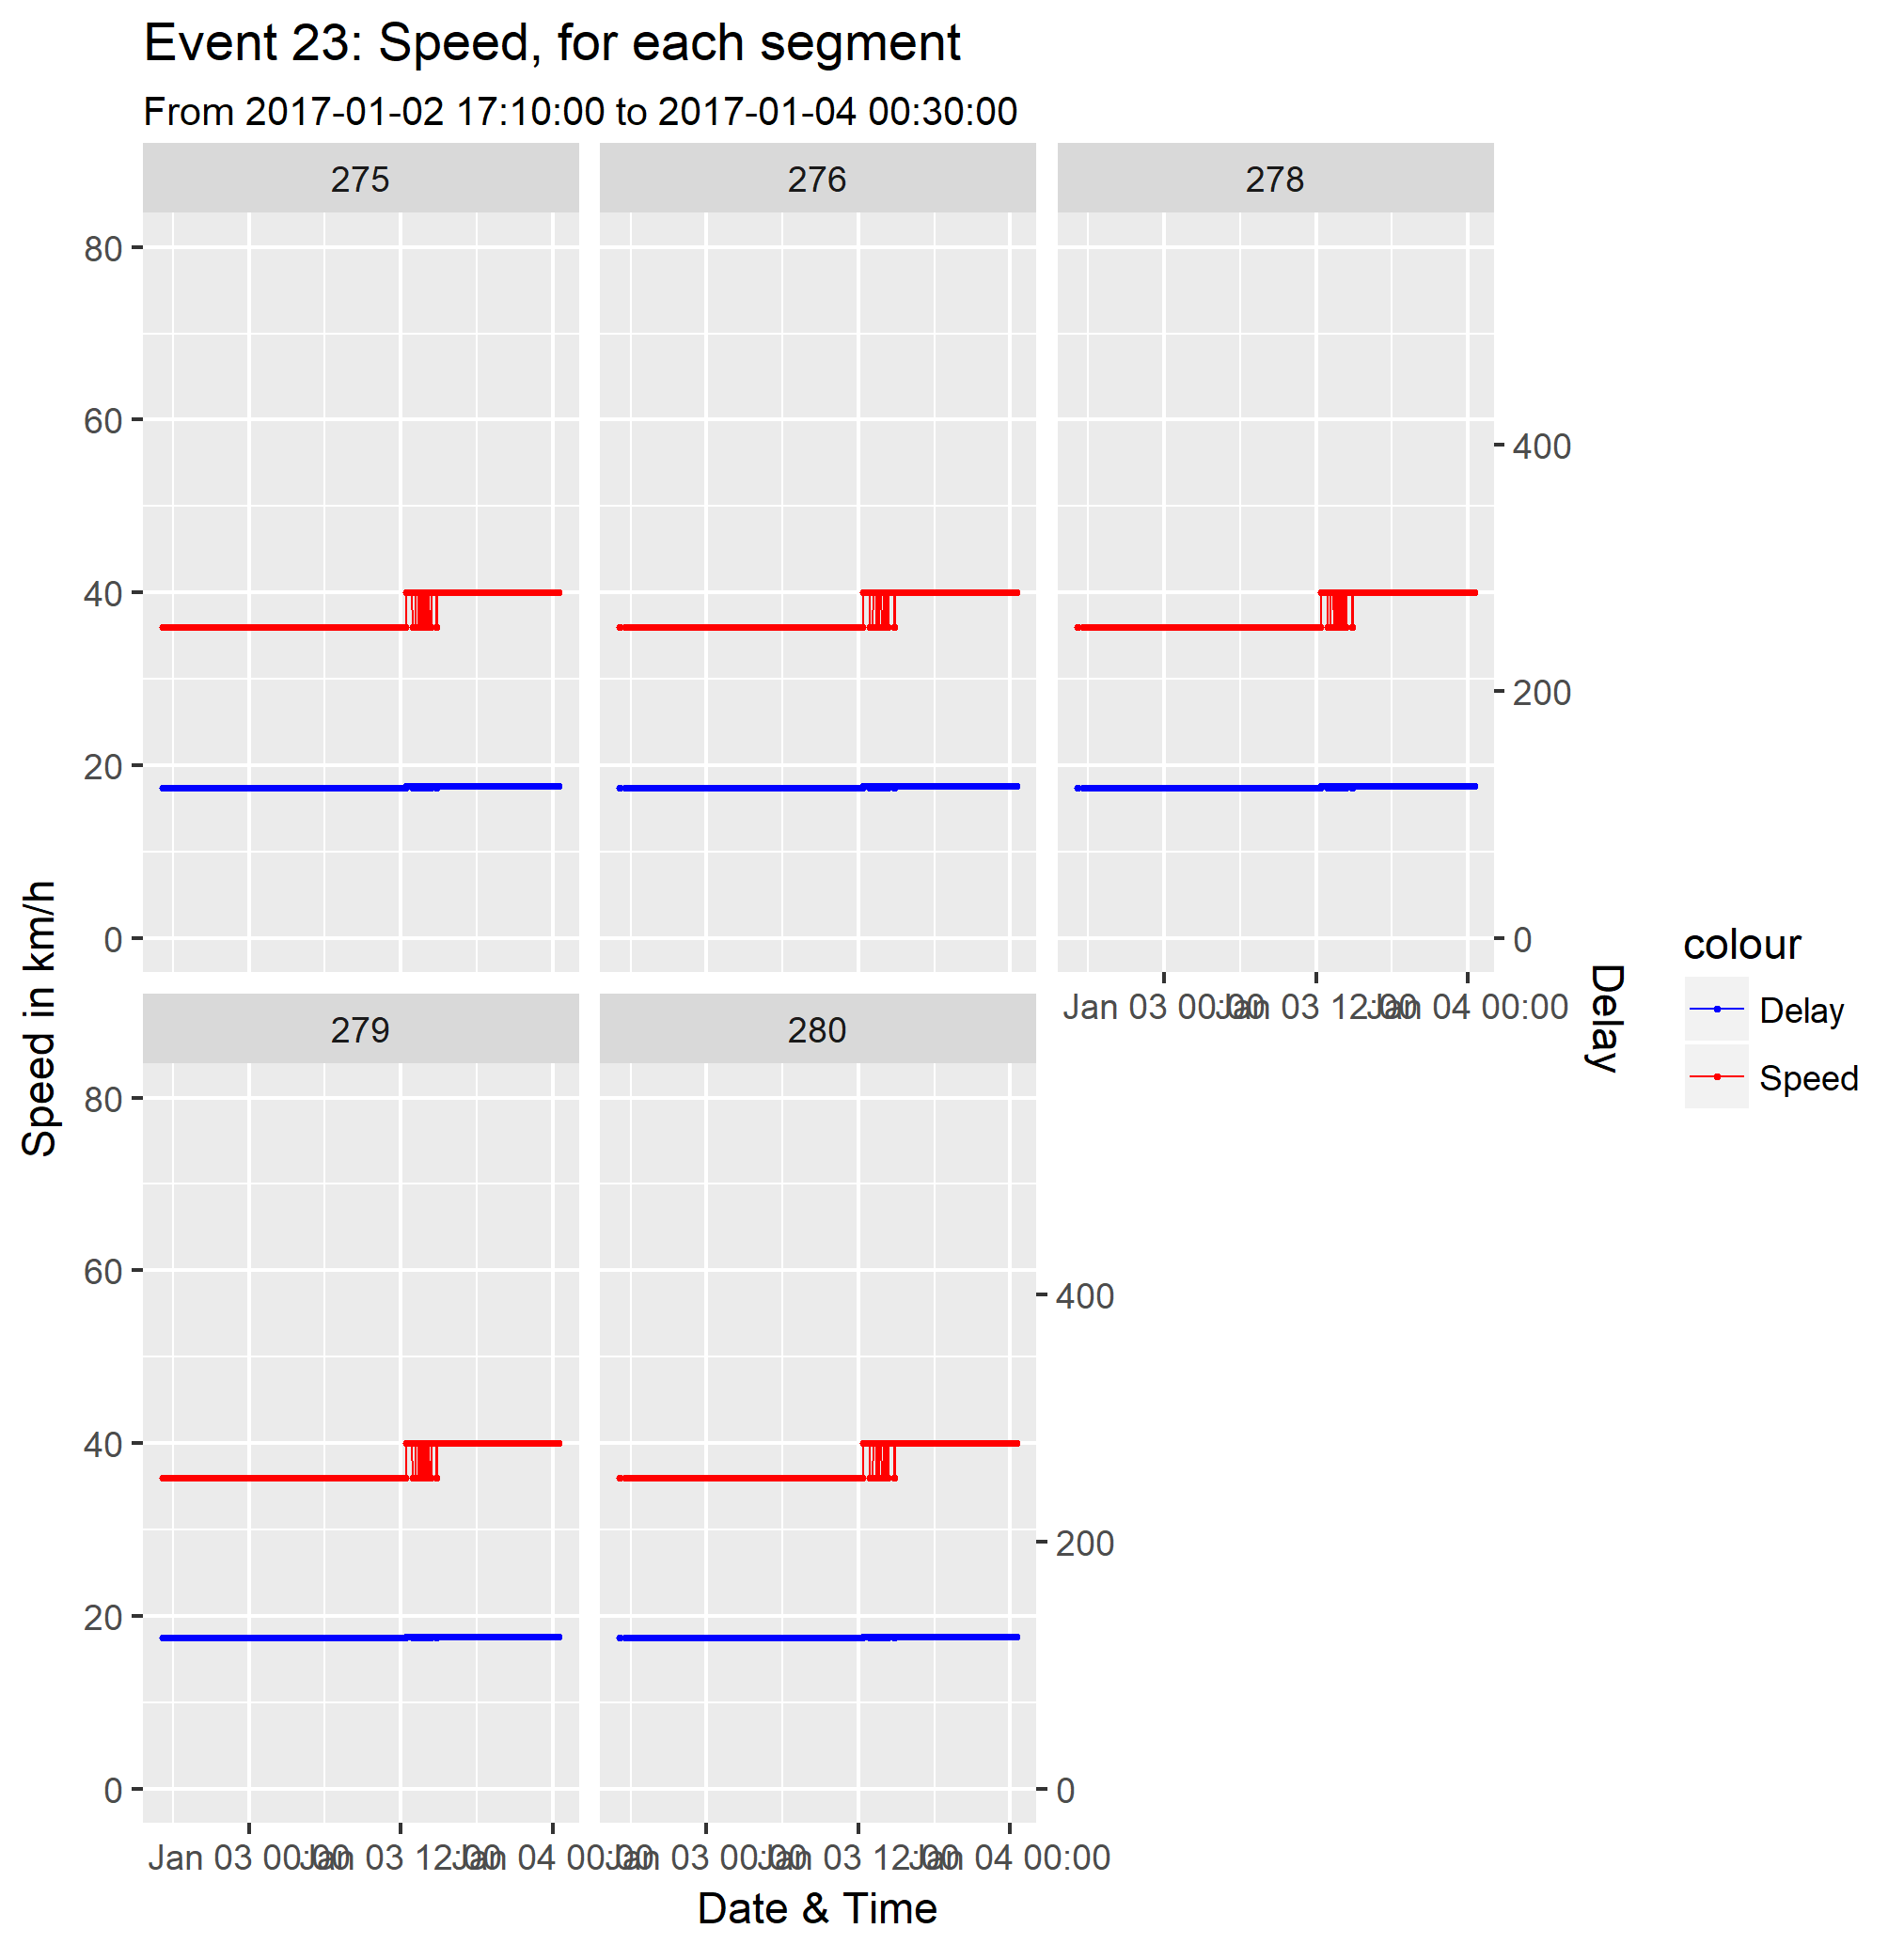 Event 23: Speed, for each segment
From 2017-01-02 17:10:00 to 2017-01-04 00:30:00
275
276
278
80
60
40
20
0
400
200
0
Jan 03 00:00
Jan 03 12:00
Jan 04 00:00
279
280
80
60
40
20
0
400
200
0
Jan 03 00:00
Jan 03 12:00
Jan 04 00:00
Jan 03 00:00
Jan 03 12:00
Jan 04 00:00
Date & Time
Speed in km/h
Delay
colour
Delay
Speed